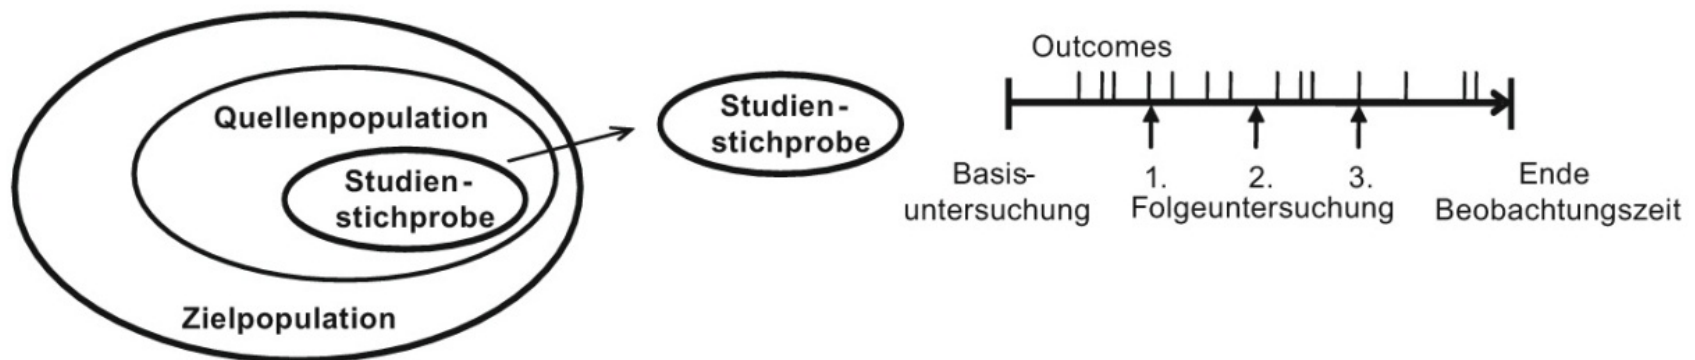 Quellenpopulation
Studien-
stichprobe
Zielpopulation
Studien-
stichprobe
Outcomes
Basis-
untersuchung
1. 2. 3.
Folgeuntersuchung
Ende
Beobachtungszeit